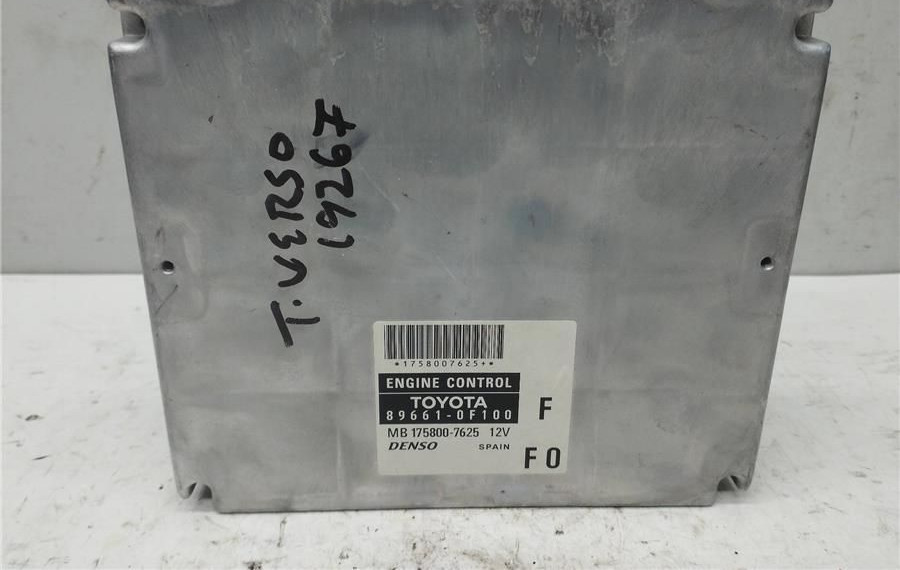 T.VERSO
19267
*1758007625+*
ENGINE CONTROL
TOYOTA
89661-0F100
F
MB 175800-7625 12V
DENSO SPAIN
F0